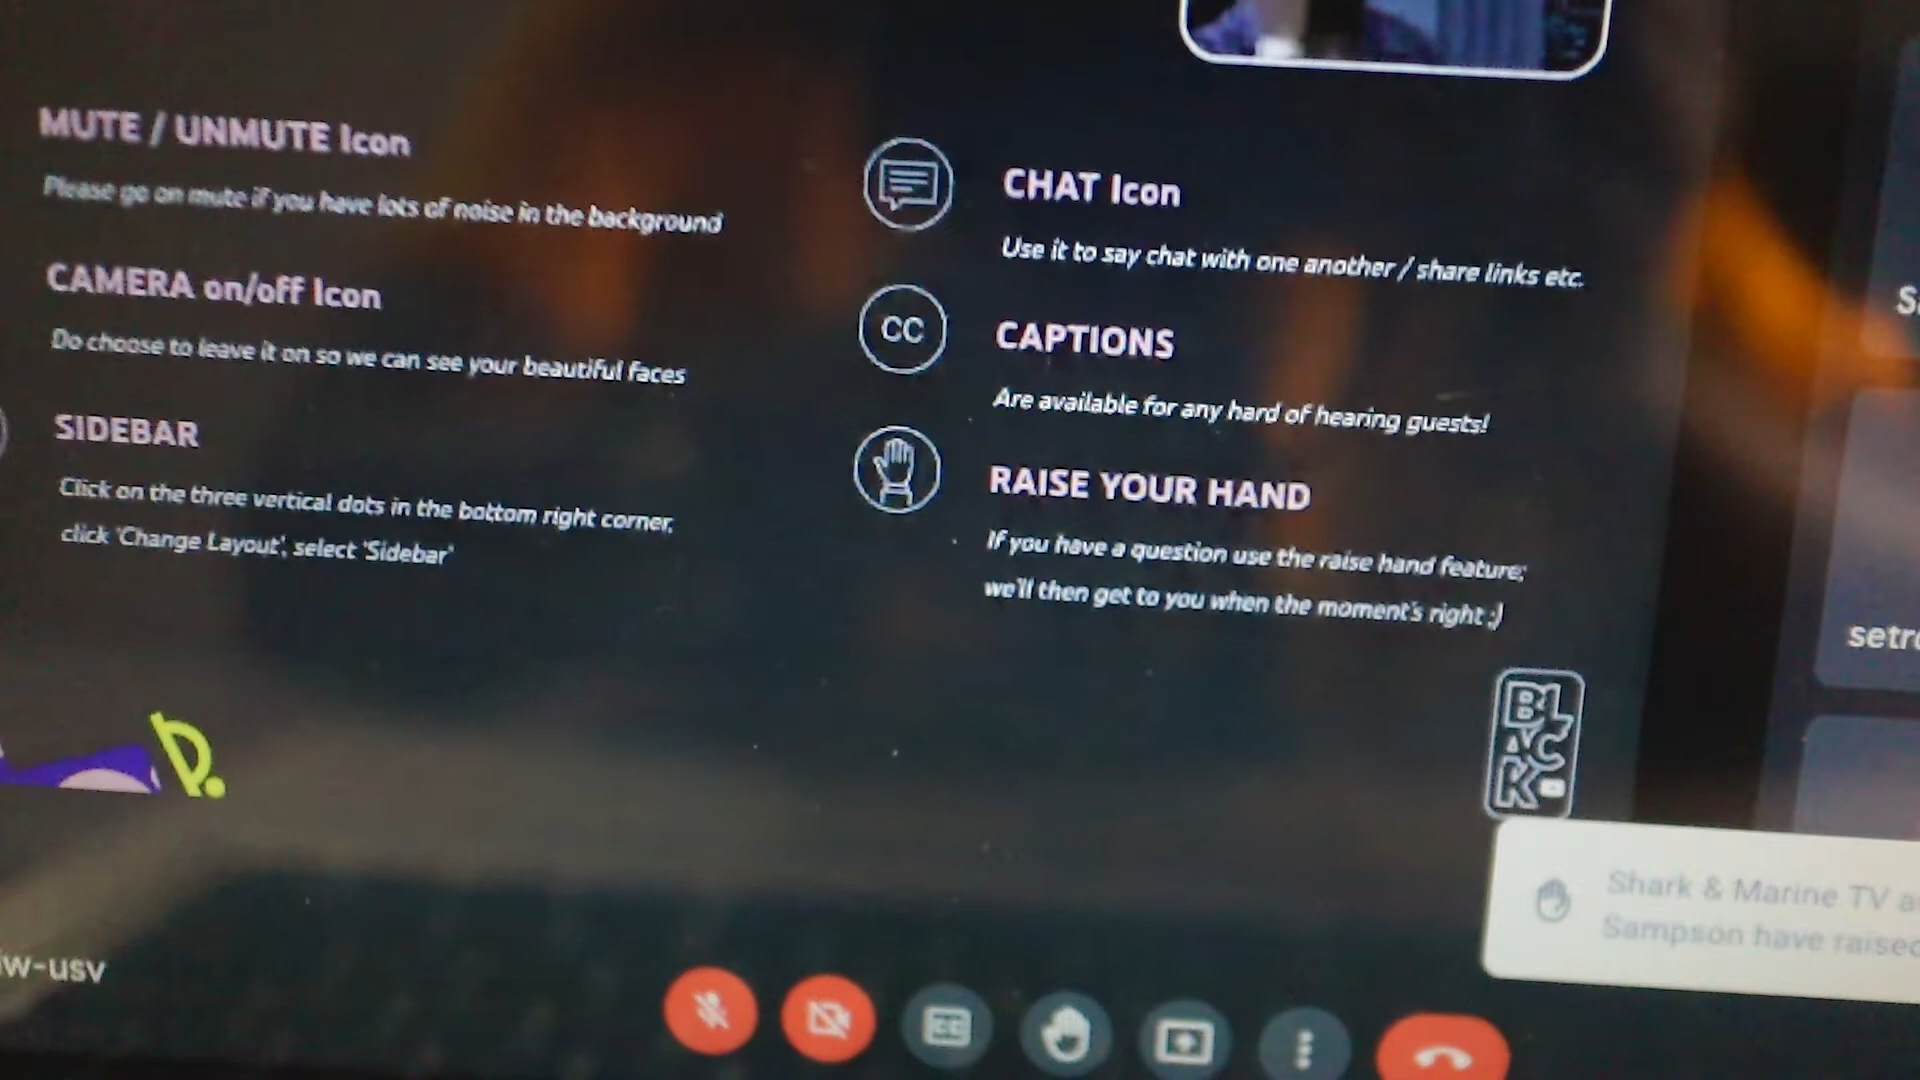 MUTE / UNMUTE Icon
Please go on mute if you have lots of noise in the background
CAMERA on/off Icon
Do choose to leave it on so we can see your beautiful faces
SIDEBAR
Click on the three vertical dots in the bottom right corner,
click 'Change Layout', select 'Sidebar'
CHAT Icon
Use it to say chat with one another / share links etc.
CC
CAPTIONS
Are available for any hard of hearing guests!
RAISE YOUR HAND
If you have a question use the raise hand feature;
we'll then get to you when the moment's right ;)
D.
BL
AC
K
Shark & Marine TV
Sampson have raised
w-usv
CC